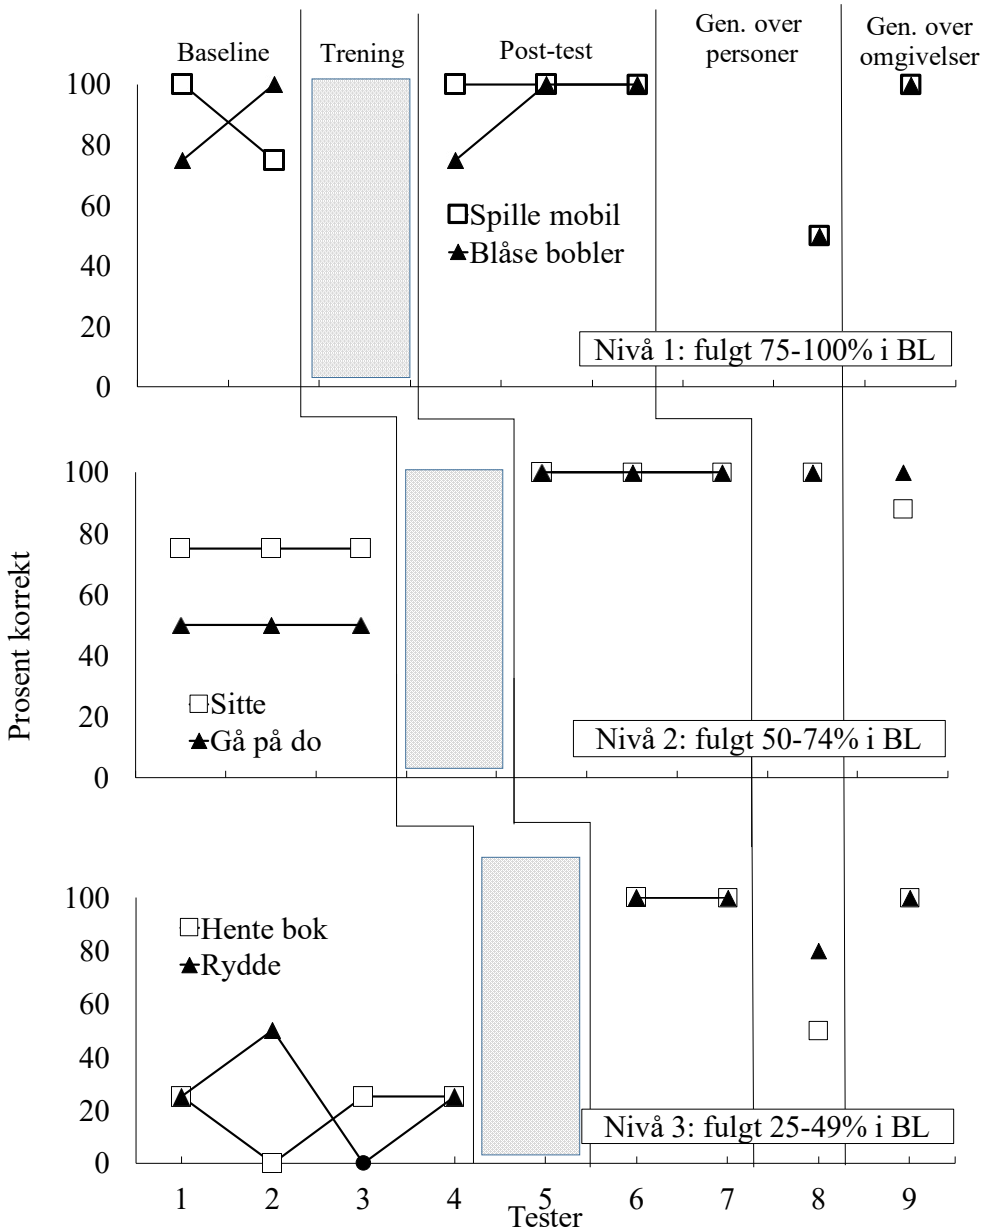 Baseline
Trening
Post-test
Gen. over
personer
Gen. over
omgivelser
100
80
60
40
20
0
Spille mobil
Blåse bobler
Nivå 1: fulgt 75-100% i BL
Prosent korrekt
100
80
60
40
20
0
Sitte
Gå på do
Nivå 2: fulgt 50-74% i BL
100
80
60
40
20
0
Hente bok
Rydde
Nivå 3: fulgt 25-49% i BL
1 2 3 4 5 6 7 8 9
Tester